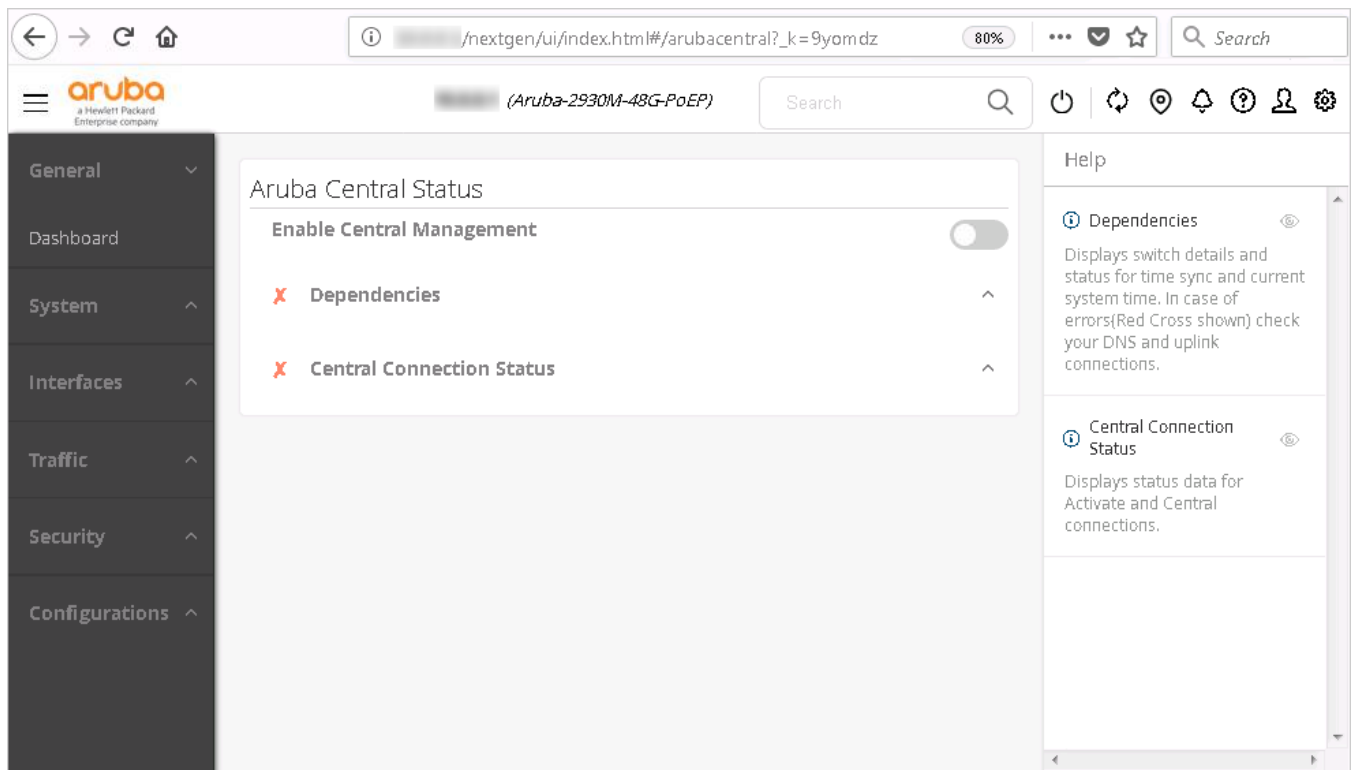 /nextgen/ui/index.html#/arubacentral?_k=9yomdz
80%
Search
aruba
a Hewlett Packard
Enterprise company
(Aruba-2930M-48G-PoEP)
Search
General
Dashboard
System
Interfaces
Traffic
Security
Configurations
Aruba Central Status
Enable Central Management
Dependencies
Central Connection Status
Help
Dependencies
Displays switch details and
status for time sync and current
system time. In case of
errors(Red Cross shown) check
your DNS and uplink
connections.
Central Connection
Status
Displays status data for
Activate and Central
connections.